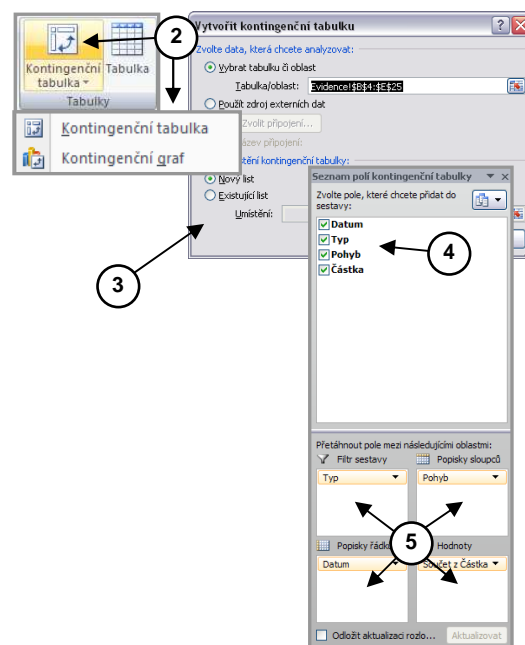 Kontingenční tabulka
Tabulka
Tabulky
2
Kontingenční tabulka
Kontingenční graf
Vytvořit kontingenční tabulku
Zvolte data, která chcete analyzovat:
Vybrat tabulku či oblast
Tabulka/oblast: Evidence!$B$4:$E$25
Použít zdroj externích dat
Zvolit připojení...
připojení:
kontingenční tabulky:
Nový list
Existující list
Umístění:
3
Seznam polí kontingenční tabulky
Zvolte pole, které chcete přidat do
sestavy:
Datum
Typ
Pohyb
Částka
4
Přetáhnout pole mezi následujícími oblastmi:
Filtr sestavy
Popisky sloupců
Typ
Pohyb
5
Popisky
Hodnoty
Datum
Součet z Částka
Odložit aktualizaci rozlo...
Aktualizovat